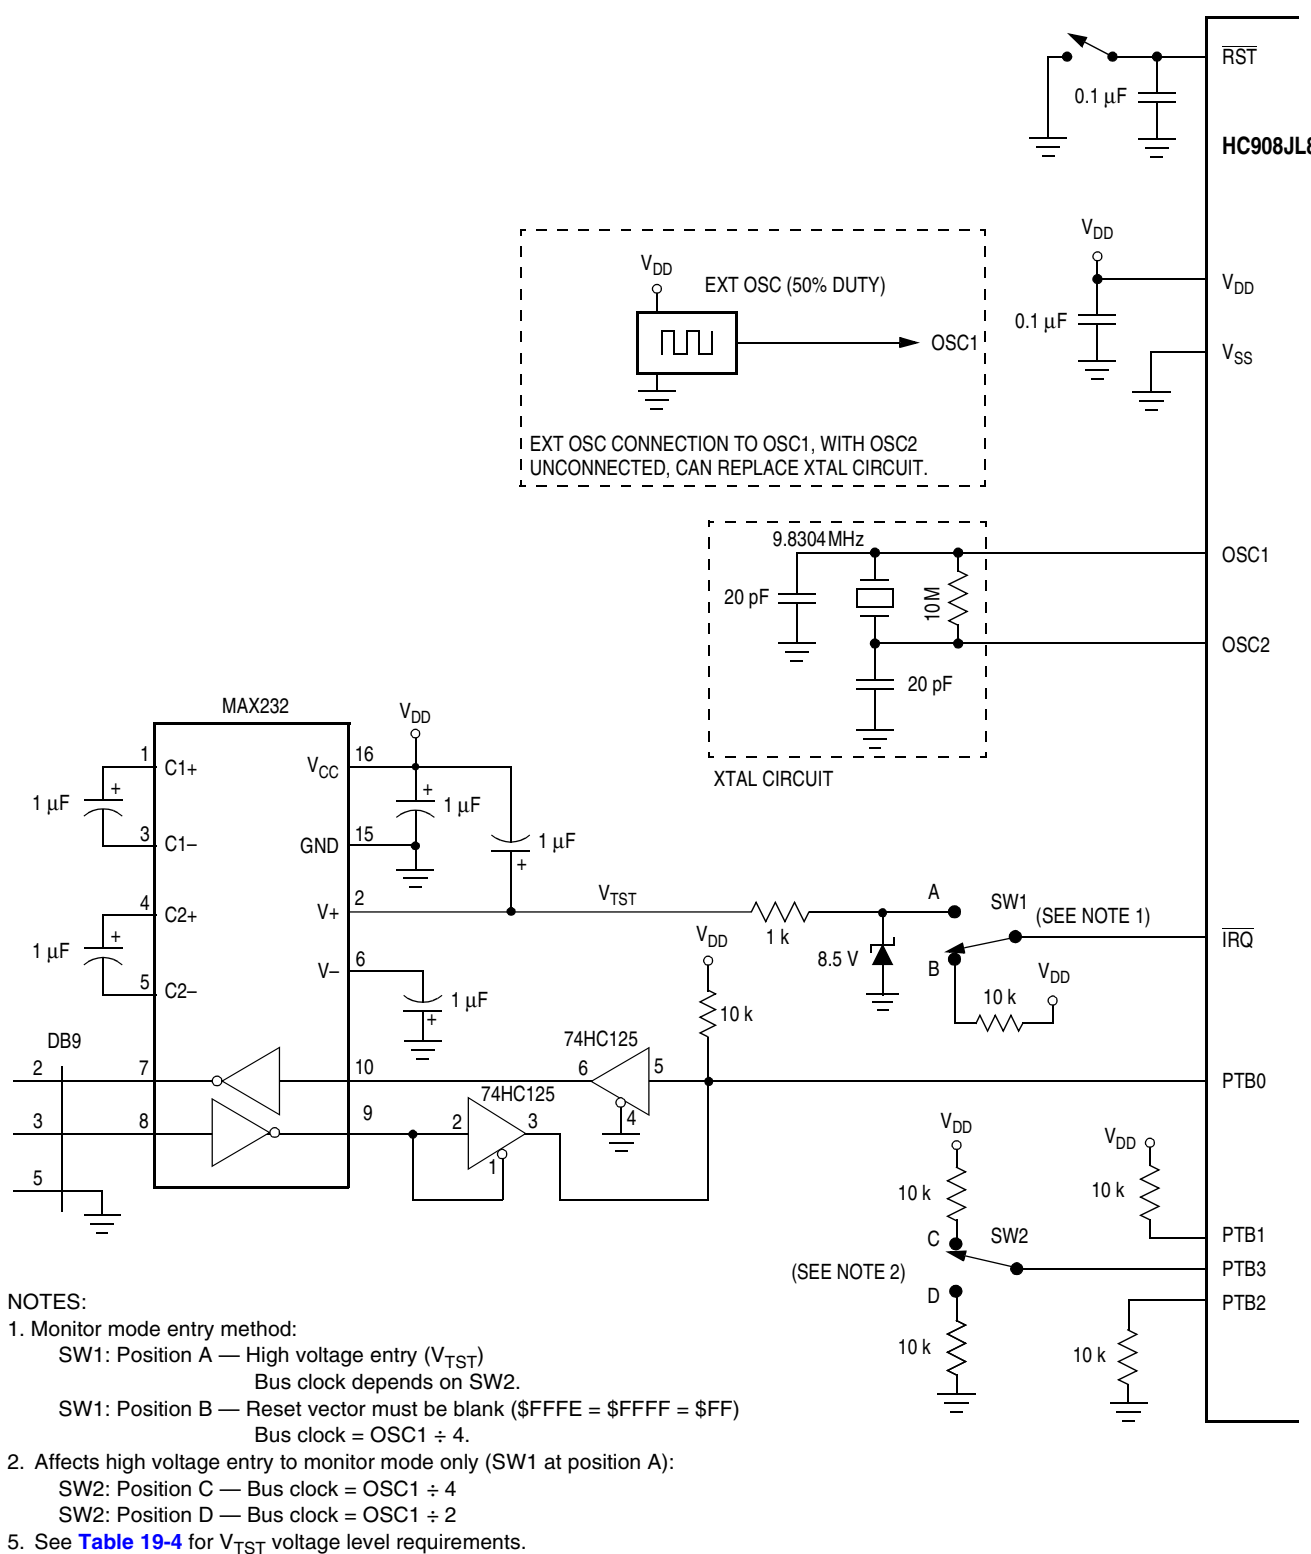 RST
0.1 µF
HC908JL8
VDD
VDD
VDD
EXT OSC (50% DUTY)
0.1 µF
OSC1
VSS
EXT OSC CONNECTION TO OSC1, WITH OSC2
UNCONNECTED, CAN REPLACE XTAL CIRCUIT.
9.8304MHz
OSC1
20 pF
10M
OSC2
20 pF
XTAL CIRCUIT
MAX232
VDD
1
C1+
VCC
16
+
+
1 µF
1 µF
3
C1–
GND
15
1 µF
+
4
C2+
V+
2
VTST
1 k
A
SW1
(SEE NOTE 1)
IRQ
+
1 µF
VDD
8.5 V
B
VDD
5
C2–
V–
6
1 µF
+
10 k
10 k
DB9
74HC125
2
7
10
6
5
4
PTB0
74HC125
3
8
9
2
3
1
5
VDD
VDD
10 k
10 k
C
SW2
PTB1
(SEE NOTE 2)
PTB3
D
PTB2
10 k
10 k
NOTES:
1. Monitor mode entry method:
SW1: Position A — High voltage entry (VTST)
Bus clock depends on SW2.
SW1: Position B — Reset vector must be blank ($FFFE = $FFFF = $FF)
Bus clock = OSC1 ÷ 4.
2. Affects high voltage entry to monitor mode only (SW1 at position A):
SW2: Position C — Bus clock = OSC1 ÷ 4
SW2: Position D — Bus clock = OSC1 ÷ 2
5. See Table 19-4 for VTST voltage level requirements.